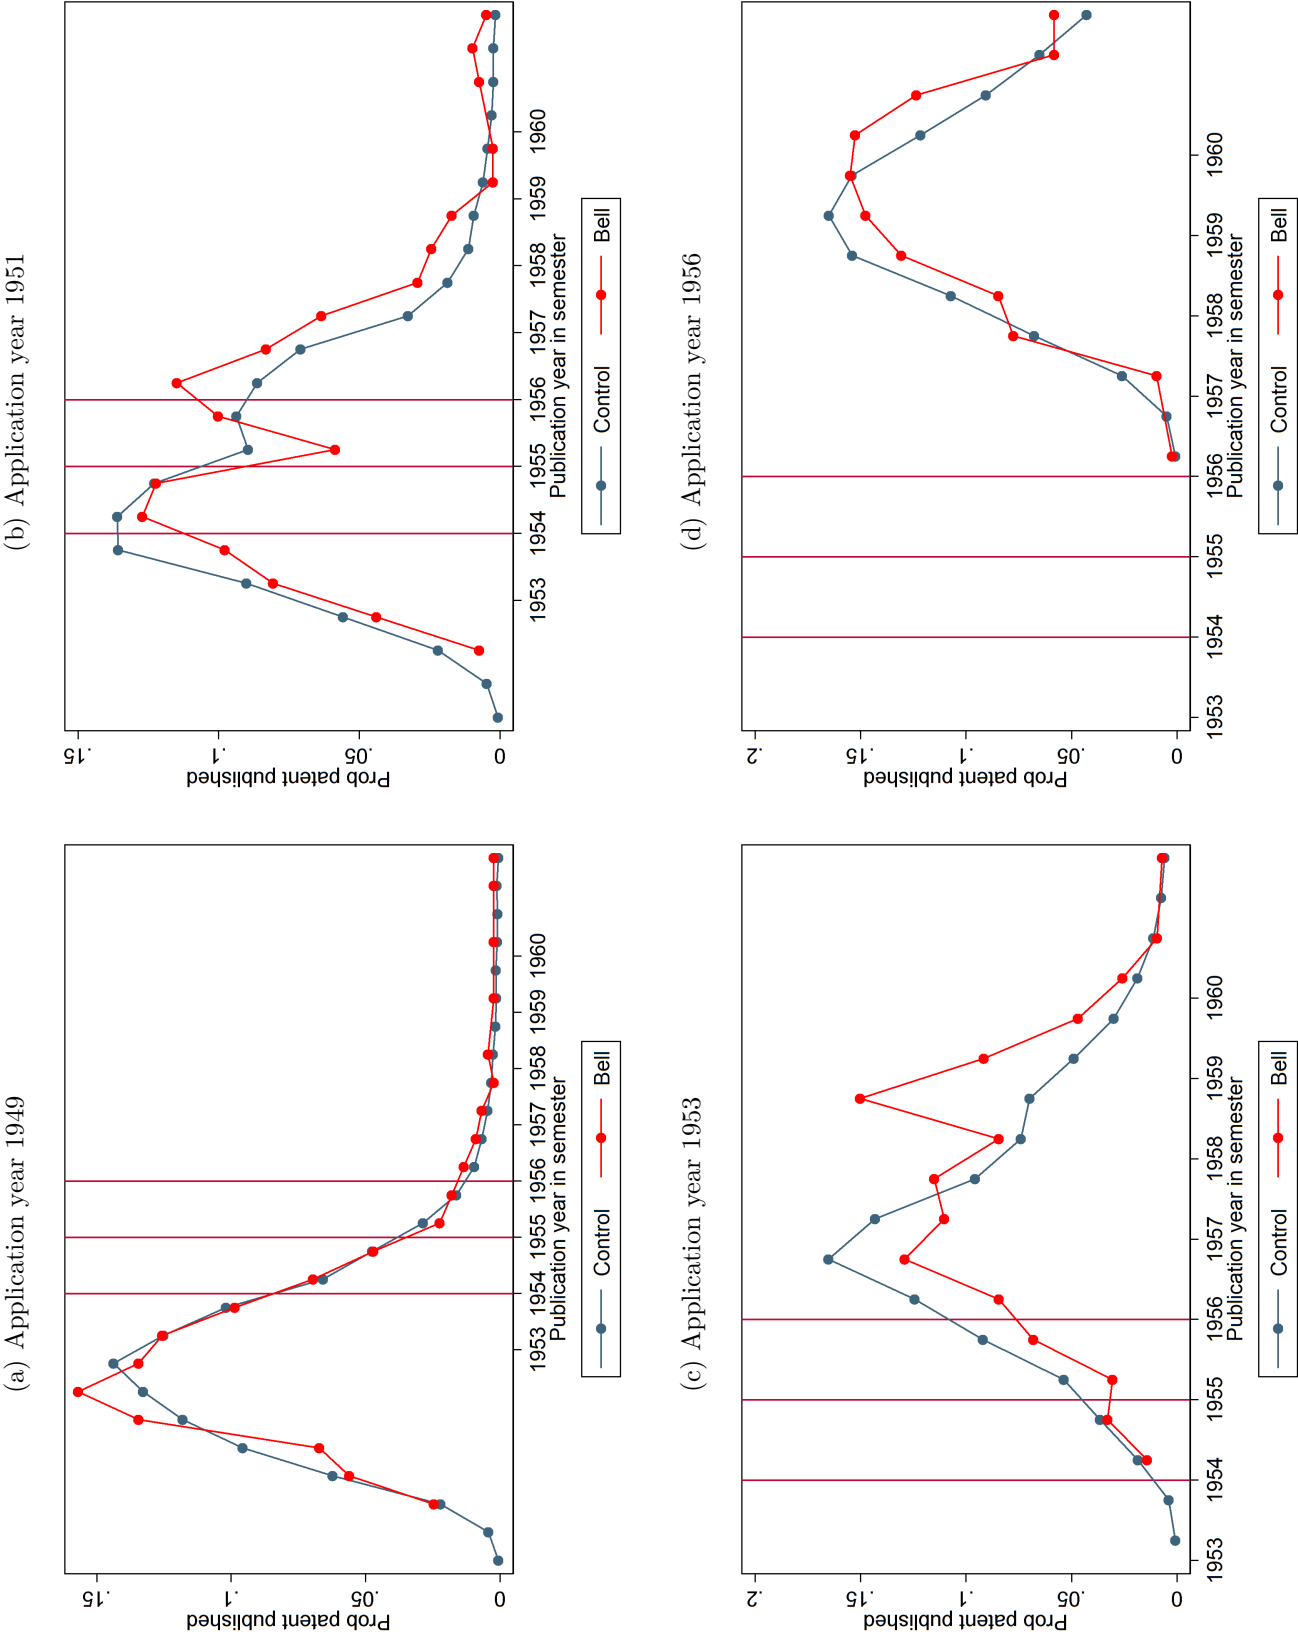 (a) Application year 1949
Prob patent published
0 .05 .1 .15
1953 1954 1955 1956 1957 1958 1959 1960
Publication year in semester
Control Bell
(b) Application year 1951
Prob patent published
0 .05 .1 .15
1953 1954 1955 1956 1957 1958 1959 1960
Publication year in semester
Control Bell
(c) Application year 1953
Prob patent published
0 .05 .1 .15 .2
1953 1954 1955 1956 1957 1958 1959 1960
Publication year in semester
Control Bell
(d) Application year 1956
Prob patent published
0 .05 .1 .15 .2
1953 1954 1955 1956 1957 1958 1959 1960
Publication year in semester
Control Bell